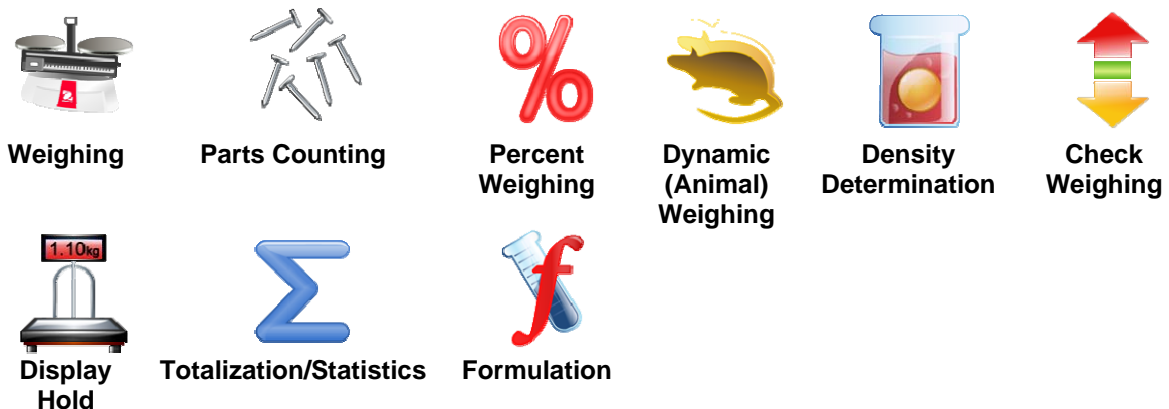 Weighing
Parts Counting
Percent
Weighing
Dynamic
(Animal)
Weighing
Density
Determination
Check
Weighing
1.10kg
Display
Hold
Totalization/Statistics
Formulation